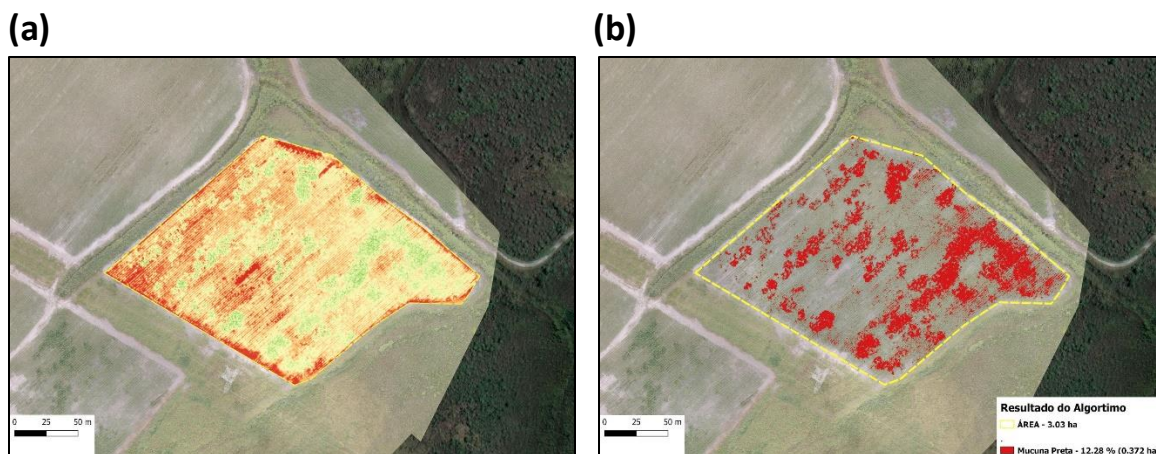 (a)
(b)
0 25 50 m
0 25 50 m
Resultado do Algortimo
ÁREA - 3.03 ha
.
Mucuna Preta - 12.28 % (0.372 ha